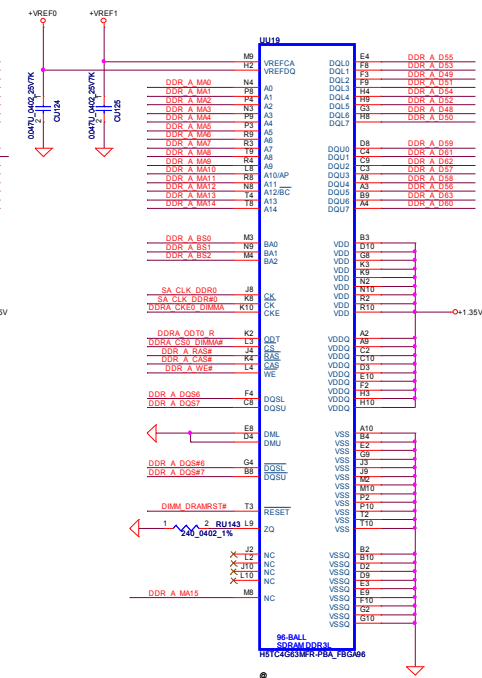 +VREF0
+VREF1
0047U_0402_25V7K
CU124
0047U_0402_25V7K
CU125
1
2
1
2
UU19
M9 VREFCA
H2 VREFDQ
DDR_A_MA0 N4 A0
DDR_A_MA1 P8 A1
DDR_A_MA2 P4 A2
DDR_A_MA3 N3 A3
DDR_A_MA4 P9 A4
DDR_A_MA5 P3 A5
DDR_A_MA6 R9 A6
DDR_A_MA7 R3 A7
DDR_A_MA8 T9 A8
DDR_A_MA9 R4 A9
DDR_A_MA10 L8 A10/AP
DDR_A_MA11 R8 A11
DDR_A_MA12 N8 A12/BC
DDR_A_MA13 T4 A13
DDR_A_MA14 T8 A14
DDR_A_BS0 M3 BA0
DDR_A_BS1 N9 BA1
DDR_A_BS2 M4 BA2
SA_CLK_DDR0 J8 CK
SA_CLK_DDR#0 K8 CK
DDRA_CKE0_DIMMA K10 CKE
DDRA_ODT0_R K2 ODT
DDRA_CS0_DIMMA# L3 CS
DDR_A_RAS# J4 RAS
DDR_A_CAS# K4 CAS
DDR_A_WE# L4 WE
DDR_A_DQS6 F4 DQSL
DDR_A_DQS7 C8 DQSU
E8 DML
D4 DMU
DDR_A_DQS#6 G4 DQSL
DDR_A_DQS#7 B8 DQSU
DIMM_DRAMRST# T3 RESET
1 2 RU143 L9 ZQ
240_0402_1%
J2 NC
L2 NC
J10 NC
L10 NC
DDR_A_MA15 M8 NC
DQL0 E4 DDR_A_D55
DQL1 F8 DDR_A_D53
DQL2 F3 DDR_A_D49
DQL3 F9 DDR_A_D51
DQL4 H4 DDR_A_D54
DQL5 H9 DDR_A_D52
DQL6 G3 DDR_A_D48
DQL7 H8 DDR_A_D50
DQU0 D8 DDR_A_D59
DQU1 C4 DDR_A_D61
DQU2 C9 DDR_A_D62
DQU3 C3 DDR_A_D57
DQU4 A8 DDR_A_D58
DQU5 A3 DDR_A_D56
DQU6 B9 DDR_A_D63
DQU7 A4 DDR_A_D60
VDD B3
VDD D10
VDD G8
VDD K3
VDD K9
VDD N2
VDD N10
VDD R2
VDD R10
+1.35V
VDDQ A2
VDDQ A9
VDDQ C2
VDDQ C10
VDDQ D3
VDDQ E10
VDDQ F2
VDDQ H3
VDDQ H10
VSS A10
VSS B4
VSS E2
VSS G9
VSS J3
VSS J9
VSS M2
VSS M10
VSS P2
VSS P10
VSS T2
VSS T10
VSSQ B2
VSSQ B10
VSSQ D2
VSSQ D9
VSSQ E3
VSSQ E9
VSSQ F10
VSSQ G2
VSSQ G10
96-BALL
SDRAM DDR3L
H5TC4G63MFR-PBA_FBGA96
@
5V